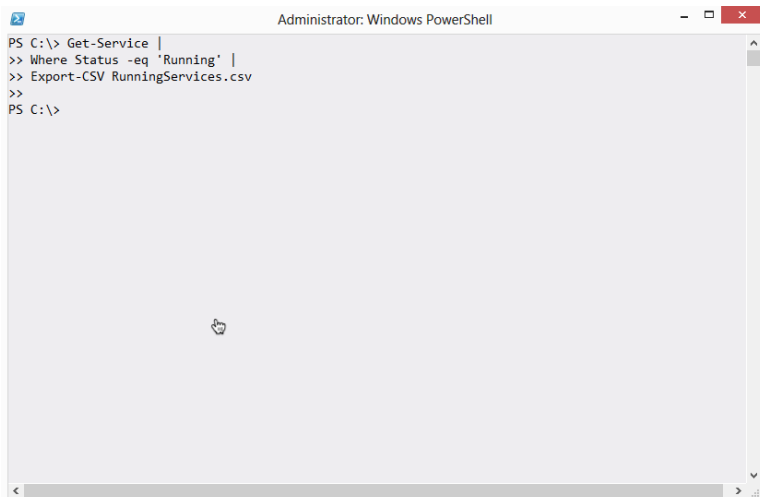 Administrator: Windows PowerShell
PS C:\> Get-Service |
>> Where Status -eq 'Running' |
>> Export-CSV RunningServices.csv
>>
PS C:\>